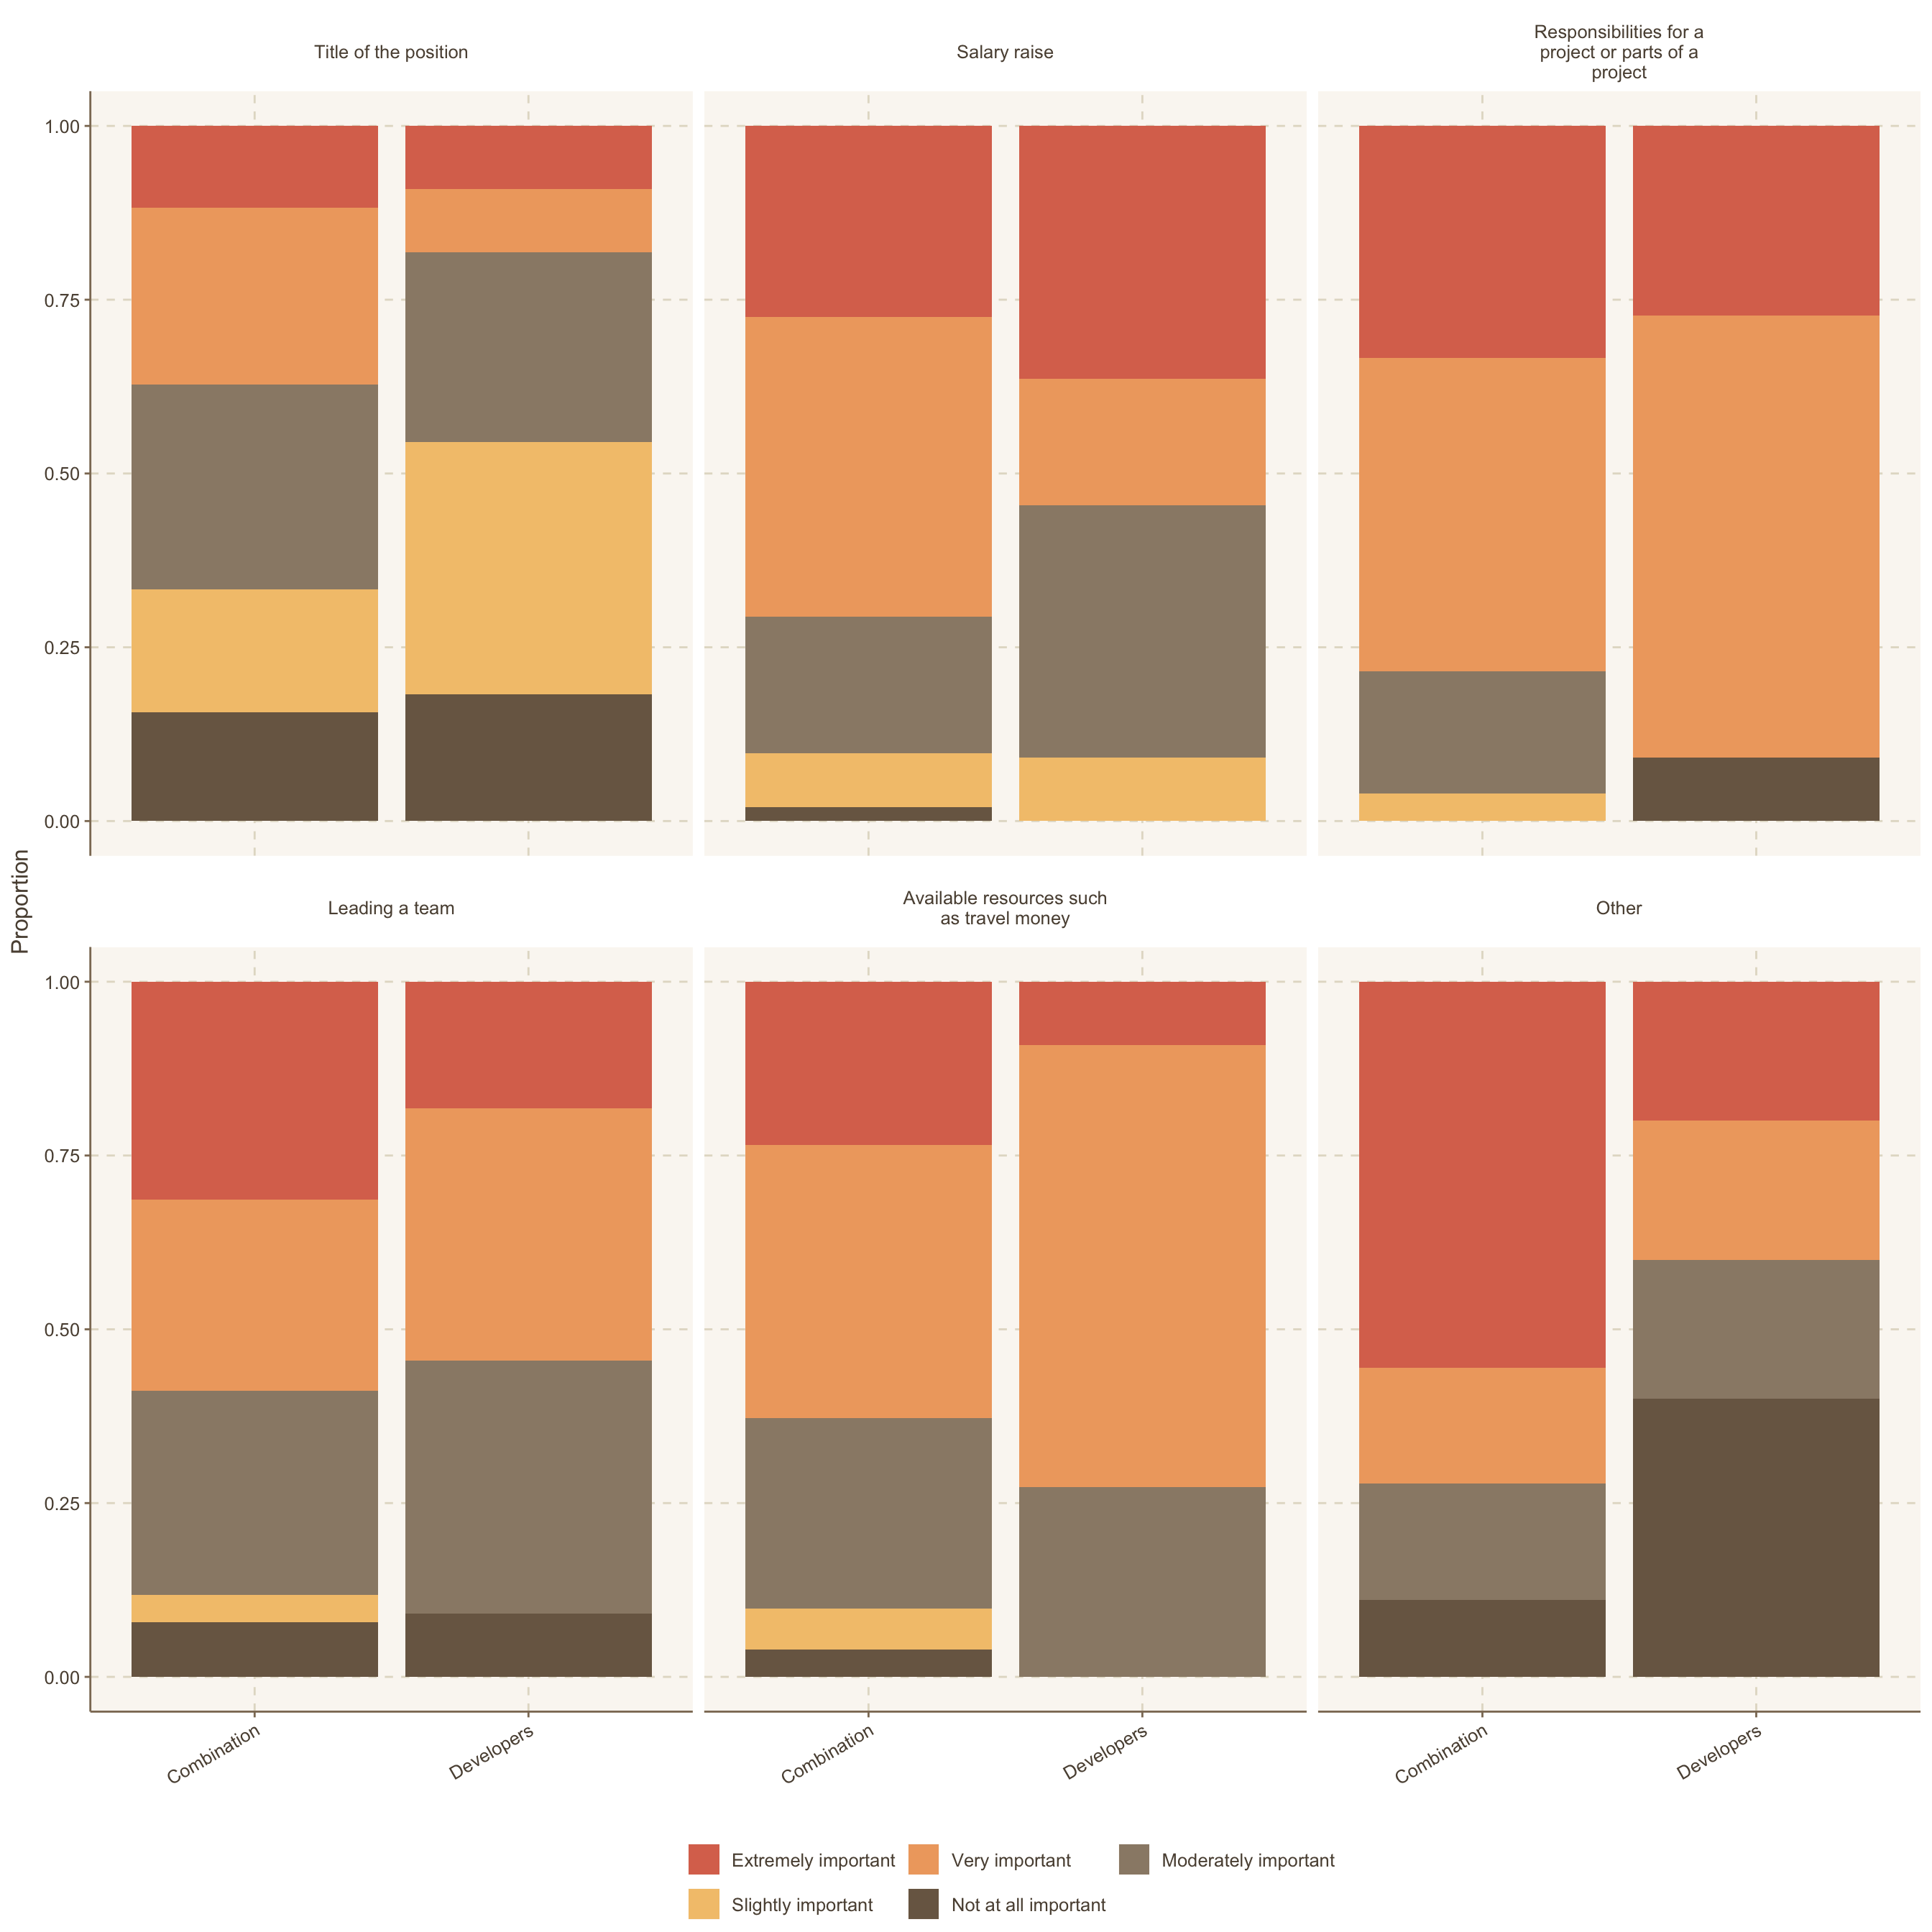 Title of the position
Salary raise
Responsibilities for a
project or parts of a
project
1.00
0.75
0.50
0.25
0.00
Proportion
Leading a team
Available resources such
as travel money
Other
1.00
0.75
0.50
0.25
0.00
Combination
Developers
Combination
Developers
Combination
Developers
Extremely important
Very important
Moderately important
Slightly important
Not at all important